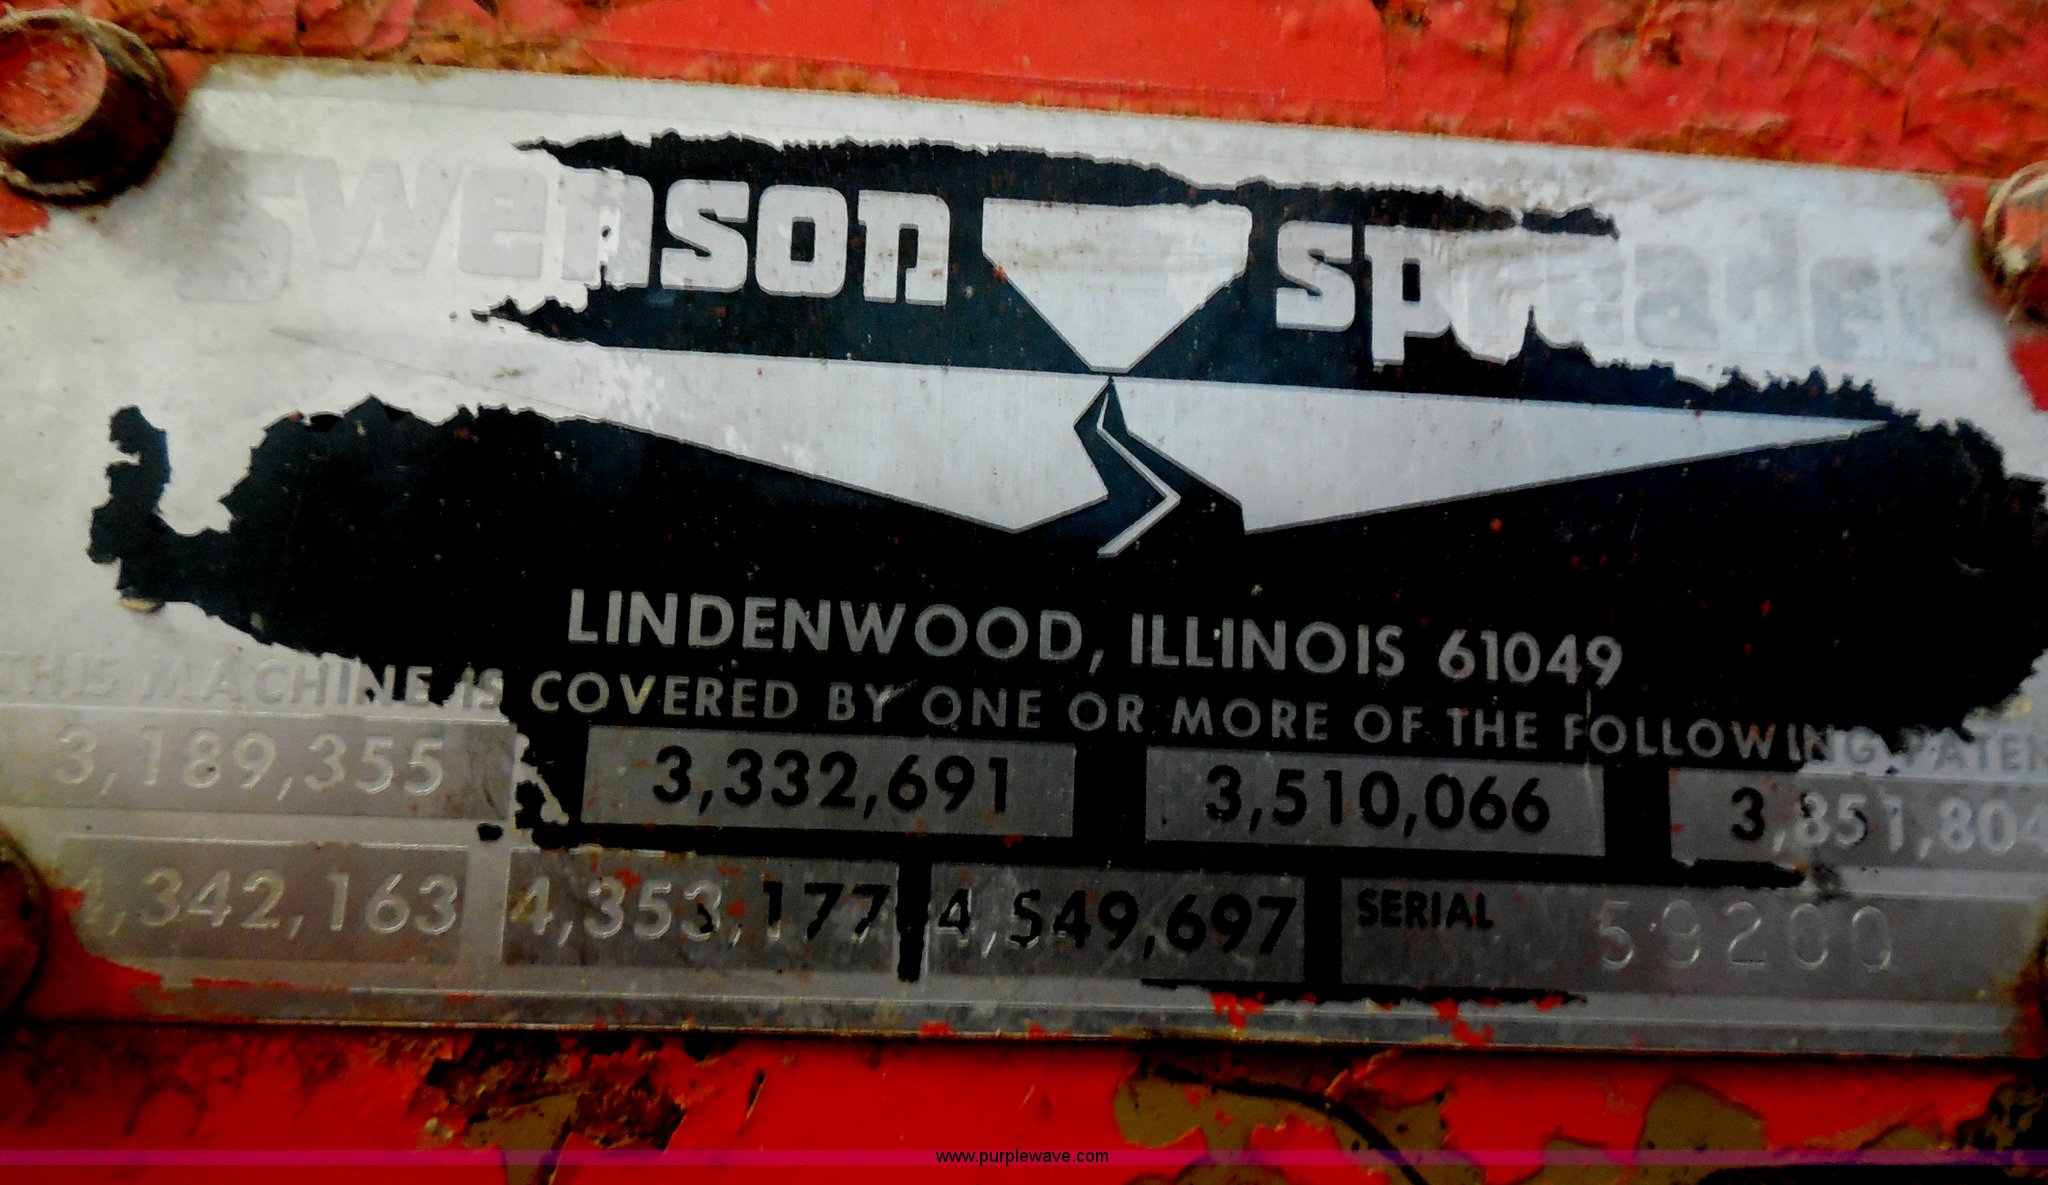 Swenson Spreader
LINDENWOOD, ILLINOIS 61049
THIS MACHINE IS COVERED BY ONE OR MORE OF THE FOLLOWING PATEN
3,189,355 3,332,691 3,510,066 3,851,804
4,342,163 4,353,177 4,549,697 SERIAL 59200
www.purplewave.com